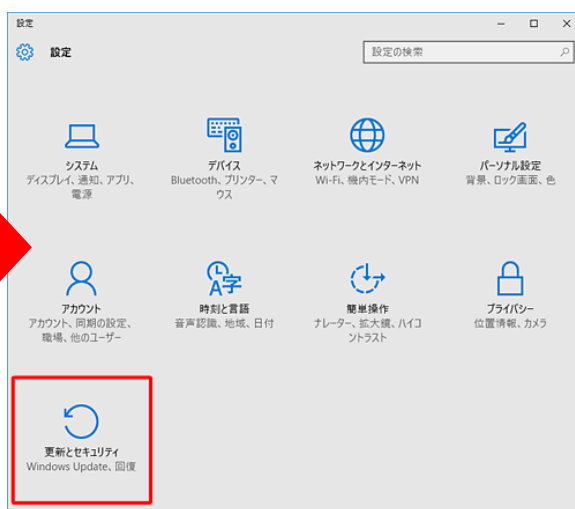 設定
設定
設定の検索
システム
ディスプレイ、通知、アプリ、
電源
デバイス
Bluetooth、プリンター、マ
ウス
ネットワークとインターネット
Wi-Fi、機内モード、VPN
パーソナル設定
背景、ロック画面、色
アカウント
アカウント、同期の設定、
職場、他のユーザー
時刻と言語
音声認識、地域、日付
簡単操作
ナレーター、拡大鏡、ハイコ
ントラスト
プライバシー
位置情報、カメラ
更新とセキュリティ
Windows Update、回復